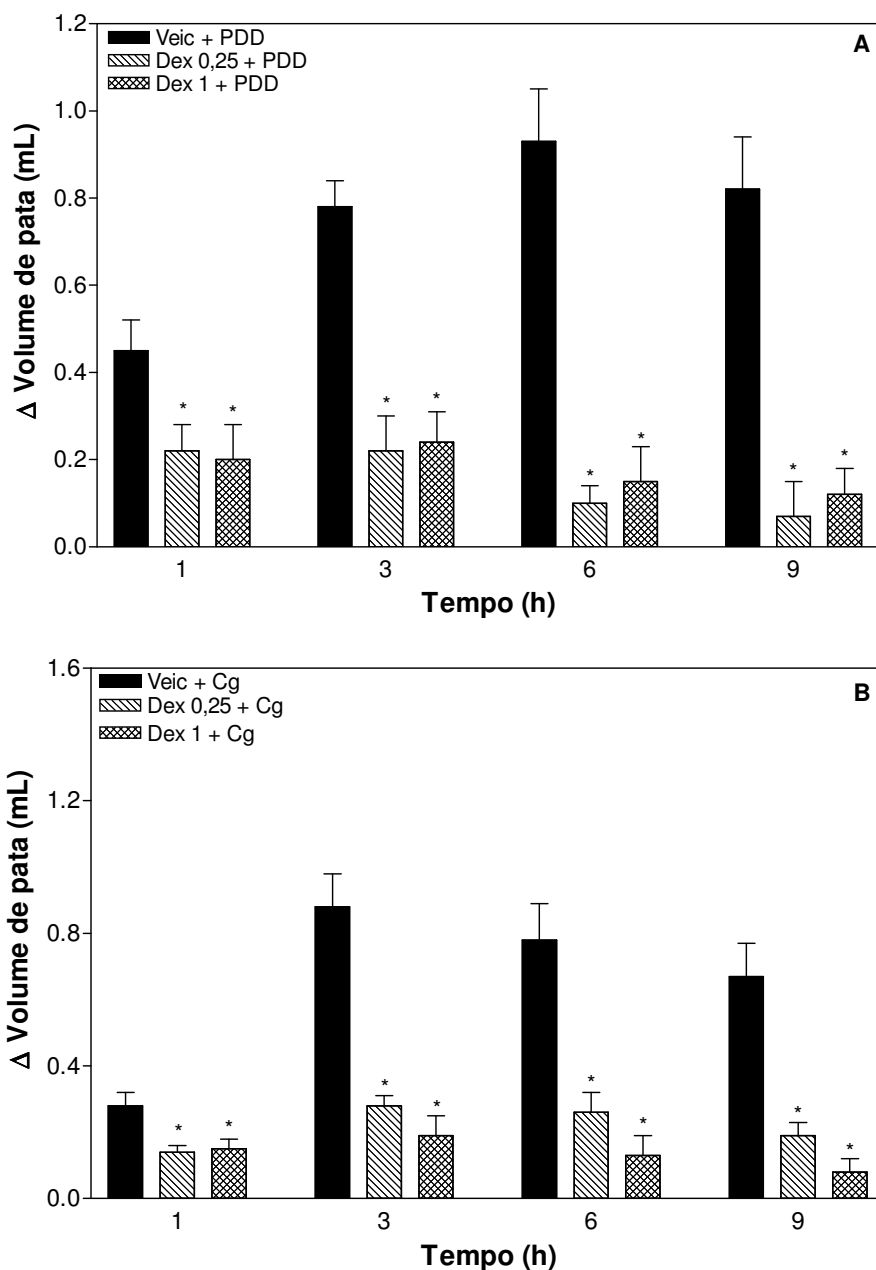 A
Veic + PDD
Dex 0,25 + PDD
Dex 1 + PDD
Δ Volume de pata (mL)
1.2
1.0
0.8
0.6
0.4
0.2
0.0
* * * * * * * *
1 3 6 9
Tempo (h)
B
Veic + Cg
Dex 0,25 + Cg
Dex 1 + Cg
Δ Volume de pata (mL)
1.6
1.2
0.8
0.4
0.0
* * * * * * * *
1 3 6 9
Tempo (h)